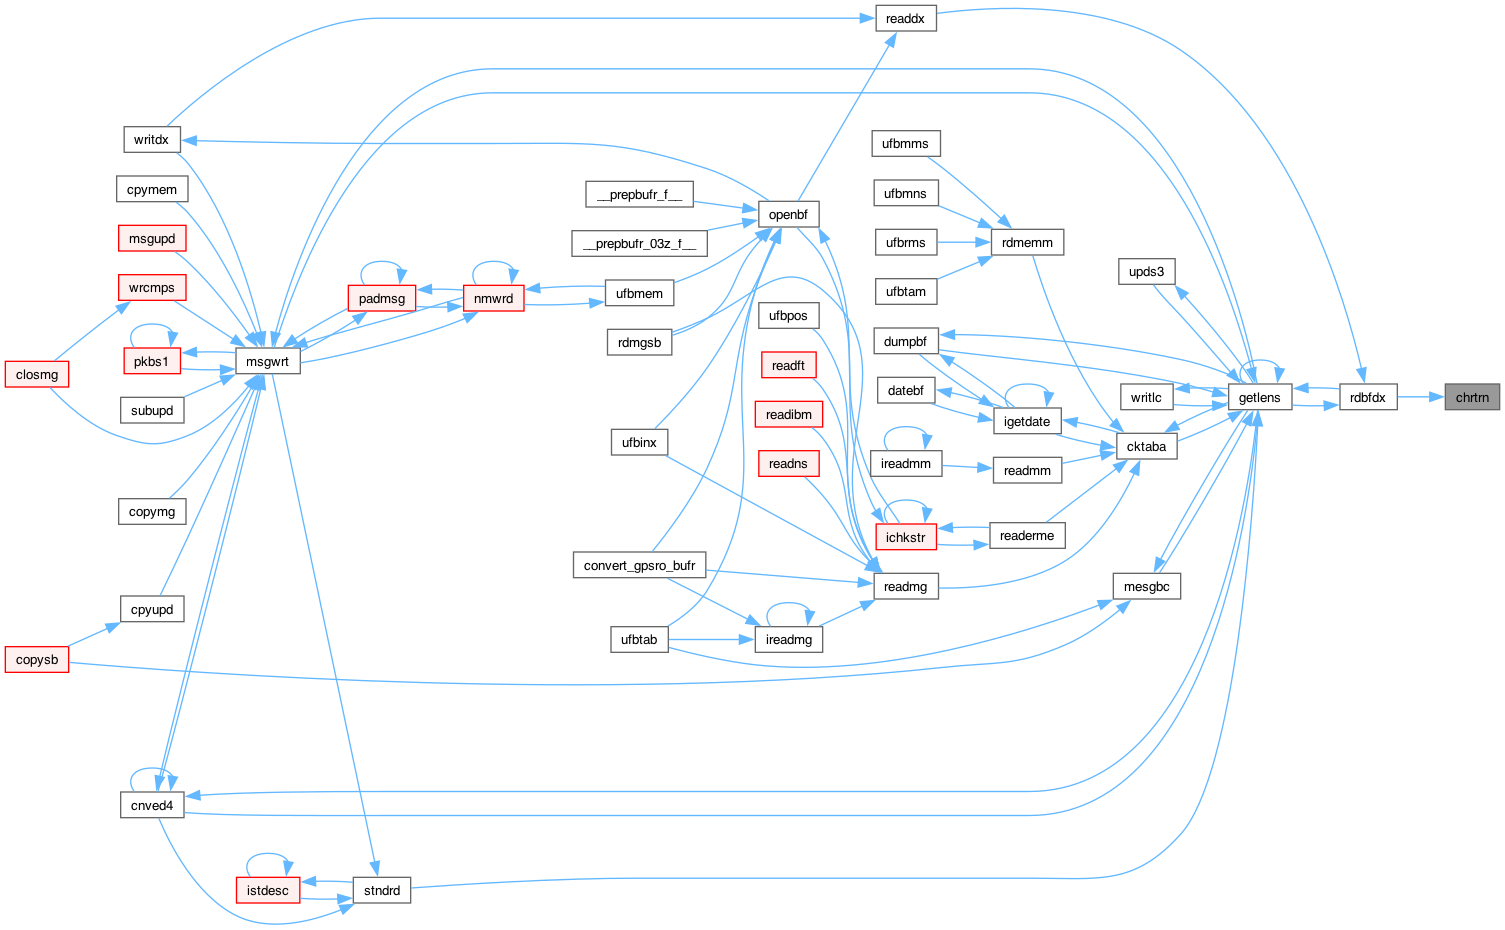 readdx
writdx
ufbmms
cpymem
__prepbufr_f__
ufbmns
openbf
msgupd
__prepbufr_03z_f__
ufbrms
rdmemm
upds3
wrcmps
padmsg
nmwrd
ufbmem
ufbtam
ufbpos
rdmgsb
dumpbf
closmg
pkbs1
msgwrt
readft
datebf
writlc
getlens
rdbfdx
chrtrn
subupd
readibm
igetdate
ufbinx
cktaba
readns
ireadmm
readmm
copymg
ichkstr
readerme
convert_gpsro_bufr
readmg
mesgbc
cpyupd
ufbtab
ireadmg
copysb
cnved4
istdesc
stndrd